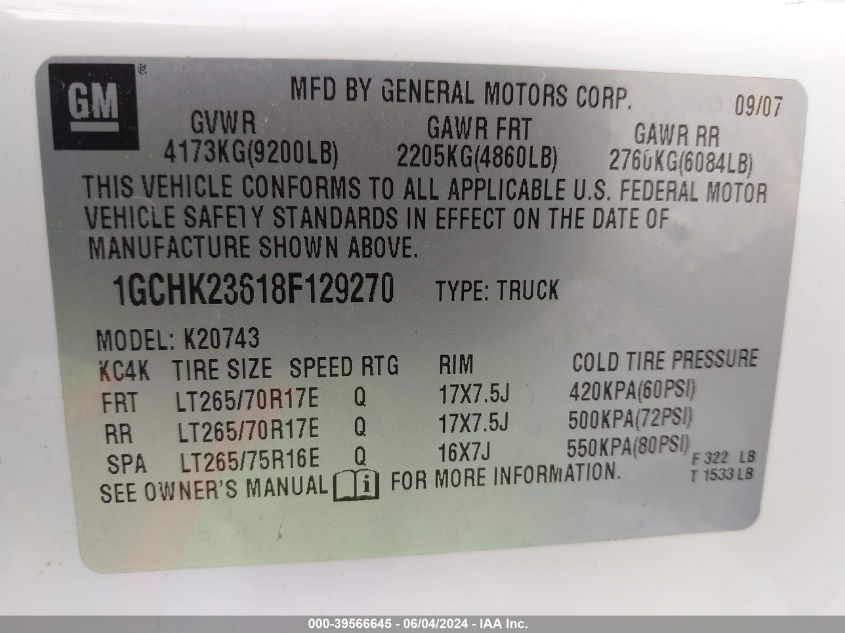 GM ®
MFD BY GENERAL MOTORS CORP. 09/07
GVWR GAWR FRT GAWR RR
4173KG(9200LB) 2205KG(4860LB) 2760KG(6084LB)
THIS VEHICLE CONFORMS TO ALL APPLICABLE U.S. FEDERAL MOTOR
VEHICLE SAFETY STANDARDS IN EFFECT ON THE DATE OF
MANUFACTURE SHOWN ABOVE.
1GCHK23618F129270 TYPE: TRUCK
MODEL: K20743
KC4K TIRE SIZE SPEED RTG RIM COLD TIRE PRESSURE
FRT LT265/70R17E Q 17X7.5J 420KPA(60PSI)
RR LT265/70R17E Q 17X7.5J 500KPA(72PSI)
SPA LT265/75R16E Q 16X7J 550KPA(80PSI) F 322 LB
T 1533 LB
SEE OWNER'S MANUAL i FOR MORE INFORMATION.
000-39566645 - 06/04/2024 - IAA Inc.